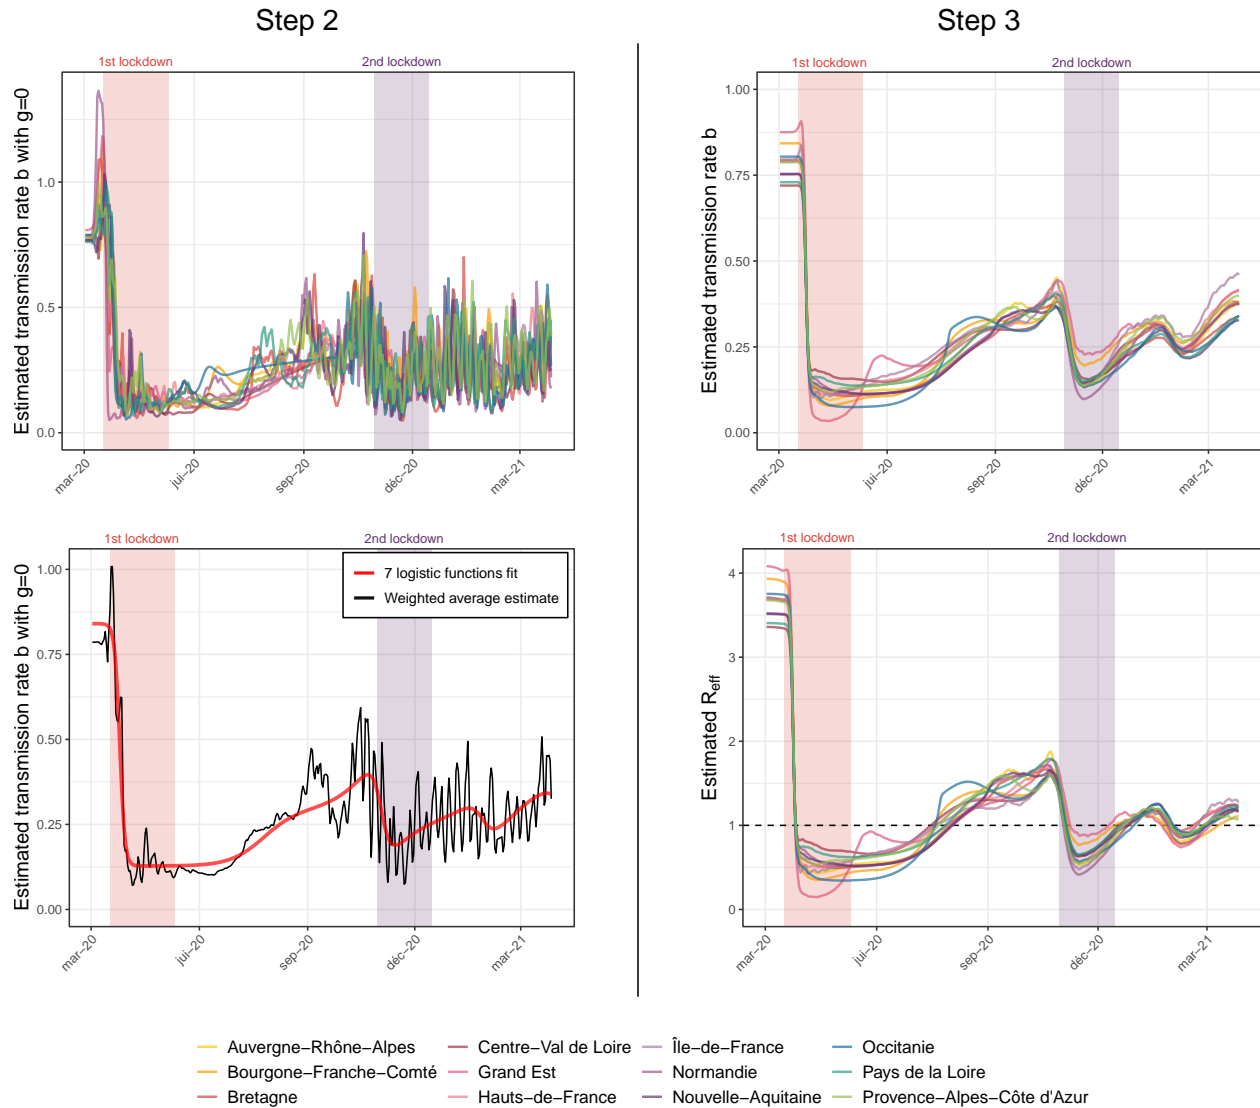 Step 2
Step 3
1st lockdown
2nd lockdown
Estimated transmission rate b with g=0
1.0
0.5
0.0
mar−20
jui−20
sep−20
déc−20
mar−21
1st lockdown
2nd lockdown
Estimated transmission rate b
1.00
0.75
0.50
0.25
0.00
mar−20
jui−20
sep−20
déc−20
mar−21
1st lockdown
2nd lockdown
Estimated transmission rate b with g=0
1.00
0.75
0.50
0.25
0.00
7 logistic functions fit
Weighted average estimate
mar−20
jui−20
sep−20
déc−20
mar−21
1st lockdown
2nd lockdown
Estimated Reff
4
3
2
1
0
mar−20
jui−20
sep−20
déc−20
mar−21
Auvergne−Rhône−Alpes
Centre−Val de Loire
Île−de−France
Occitanie
Bourgone−Franche−Comté
Grand Est
Normandie
Pays de la Loire
Bretagne
Hauts−de−France
Nouvelle−Aquitaine
Provence−Alpes−Côte d'Azur